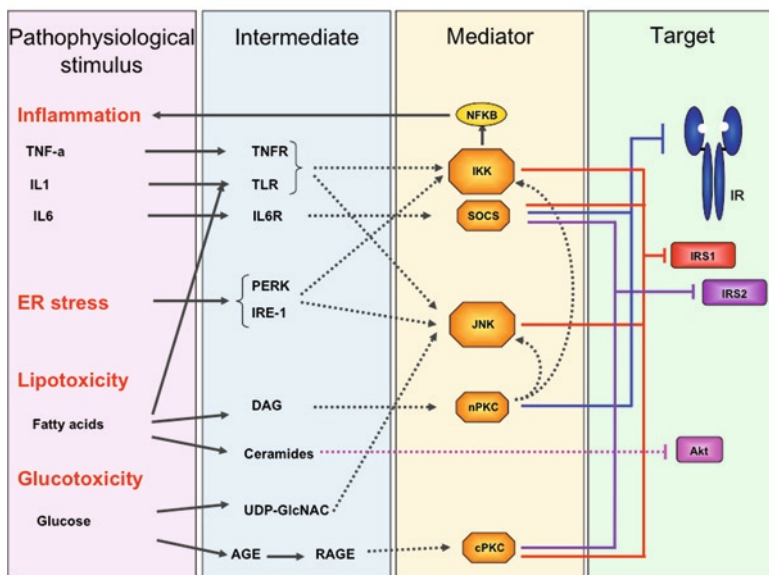 Pathophysiological
stimulus
Intermediate
Mediator
Target
Inflammation
NFKB
TNF-a
TNFR
IKK
IL1
TLR
IL6
IL6R
SOCS
IR
IRS1
ER stress
PERK
IRE-1
IRS2
JNK
Lipotoxicity
Fatty acids
DAG
nPKC
Ceramides
Akt
Glucotoxicity
UDP-GlcNAC
Glucose
AGE
RAGE
cPKC